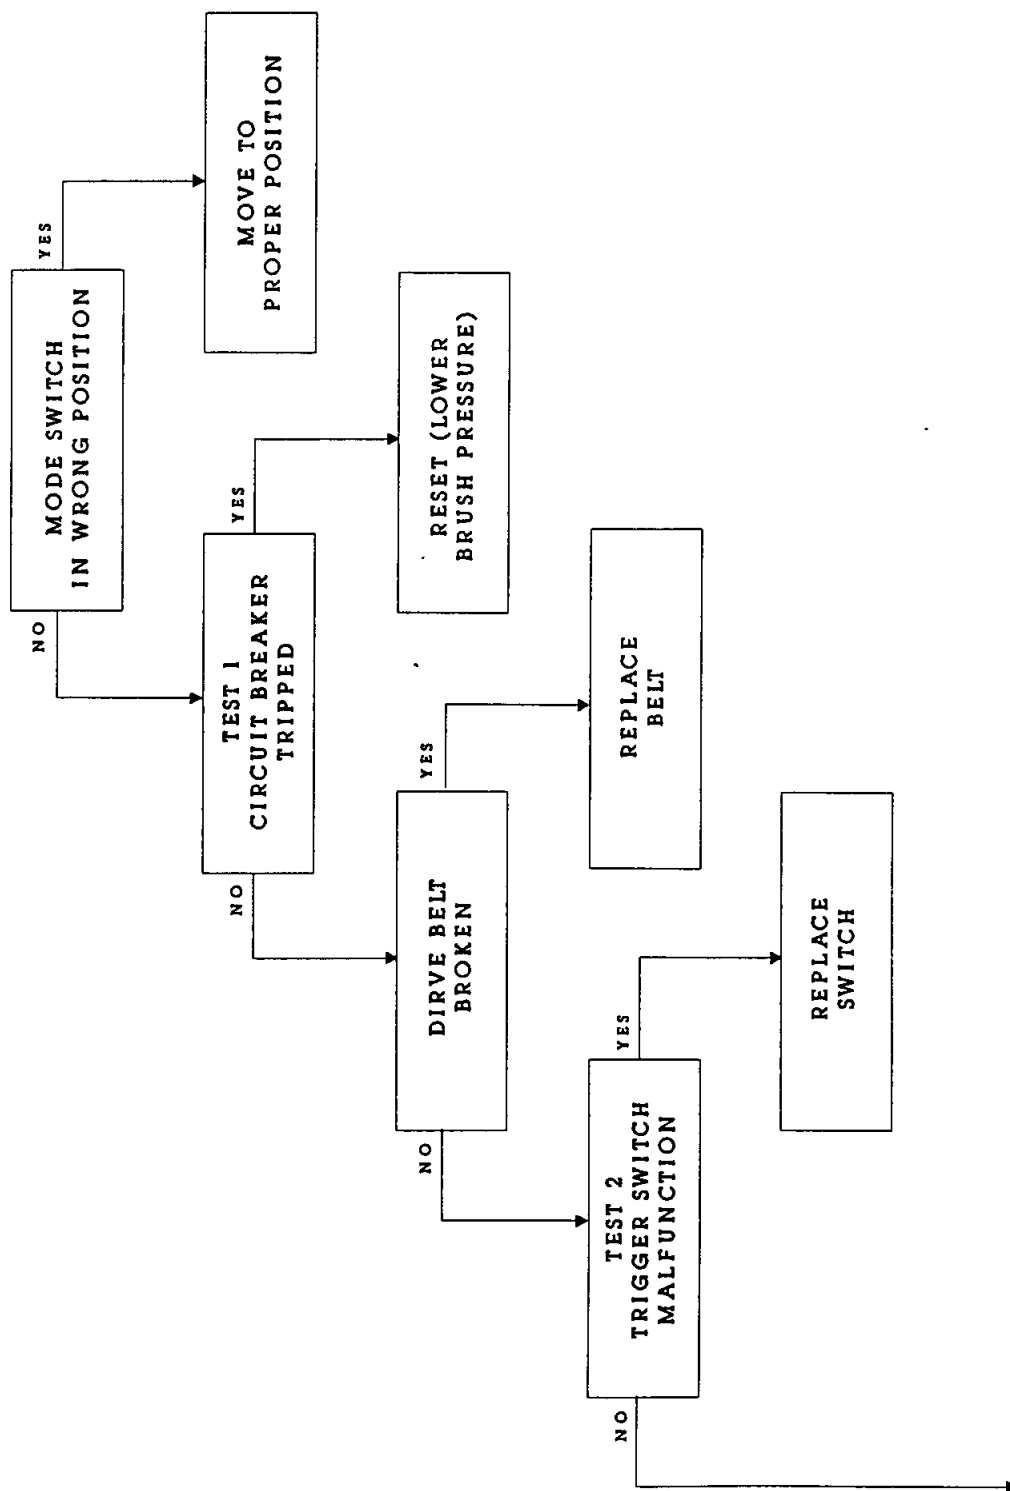 MODE SWITCH
IN WRONG POSITION
YES
MOVE TO
PROPER POSITION
NO
TEST 1
CIRCUIT BREAKER
TRIPPED
YES
RESET (LOWER
BRUSH PRESSURE)
NO
DIRVE BELT
BROKEN
YES
REPLACE
BELT
NO
TEST 2
TRIGGER SWITCH
MALFUNCTION
YES
REPLACE
SWITCH
NO